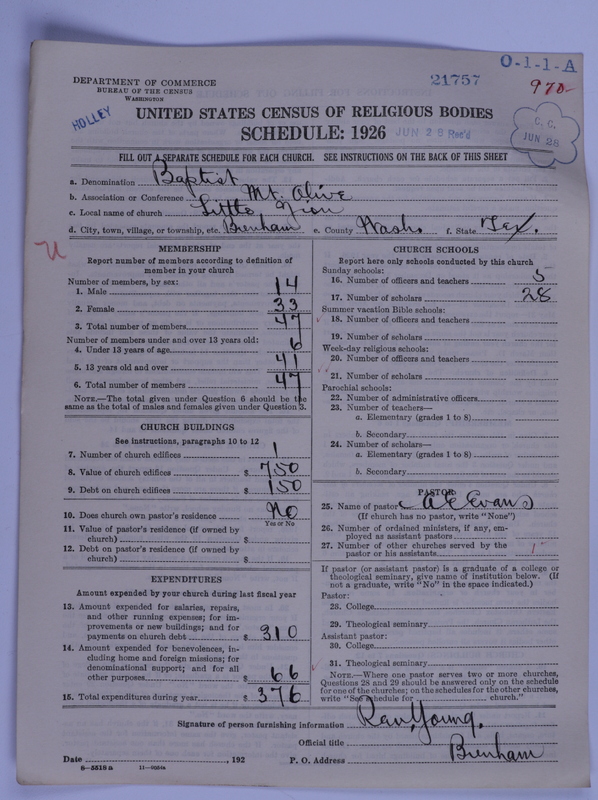 DEPARTMENT OF COMMERCE
BUREAU OF THE CENSUS
WASHINGTON
HOLLEY
21757
O-1-1-A
970
UNITED STATES CENSUS OF RELIGIOUS BODIES
SCHEDULE: 1926
JUN 28 Rec'd
C. C.
JUN 28
FILL OUT A SEPARATE SCHEDULE FOR EACH CHURCH. SEE INSTRUCTIONS ON THE BACK OF THIS SHEET
a. Denomination Baptist
b. Association or Conference Mt. Olive
c. Local name of church Little Zion
d. City, town, village, or township, etc. Brenham e. County Wash. f. State Tex.
MEMBERSHIP
Report number of members according to definition of
member in your church
Number of members, by sex:
1. Male 14
2. Female 33
3. Total number of members 47
Number of members under and over 13 years old:
4. Under 13 years of age 6
5. 13 years old and over 41
6. Total number of members 47
NOTE.—The total given under Question 6 should be the
same as the total of males and females given under Question 3.
CHURCH BUILDINGS
See instructions, paragraphs 10 to 12
7. Number of church edifices 1
8. Value of church edifices $ 750
9. Debt on church edifices $ 150
10. Does church own pastor's residence No
Yes or No
11. Value of pastor's residence (if owned by
church) $
12. Debt on pastor's residence (if owned by
church) $
EXPENDITURES
Amount expended by your church during last fiscal year
13. Amount expended for salaries, repairs,
and other running expenses; for im-
provements or new buildings; and for
payments on church debt $ 310
14. Amount expended for benevolences, in-
cluding home and foreign missions; for
denominational support; and for all
other purposes $ 66
15. Total expenditures during year $ 376
CHURCH SCHOOLS
Report here only schools conducted by this church
Sunday schools:
16. Number of officers and teachers 5
17. Number of scholars 28
Summer vacation Bible schools:
18. Number of officers and teachers
19. Number of scholars
Week-day religious schools:
20. Number of officers and teachers
21. Number of scholars
Parochial schools:
22. Number of administrative officers
23. Number of teachers—
a. Elementary (grades 1 to 8)
b. Secondary
24. Number of scholars—
a. Elementary (grades 1 to 8)
b. Secondary
PASTOR
25. Name of pastor Evans
(If church has no pastor, write "None")
26. Number of ordained ministers, if any, em-
ployed as assistant pastors
27. Number of other churches served by the
pastor or his assistants 1
If pastor (or assistant pastor) is a graduate of a college or
theological seminary, give name of institution below. (If
not a graduate, write "No" in the space indicated.)
Pastor:
28. College
29. Theological seminary
Assistant pastor:
30. College
31. Theological seminary
NOTE.—Where one pastor serves two or more churches,
Questions 28 and 29 should be answered only on the schedule
for one of the churches; on the schedules for the other churches,
write "See schedule for church."
Signature of person furnishing information Young.
Official title
Date , 192 P. O. Address Brenham
8—5518 a